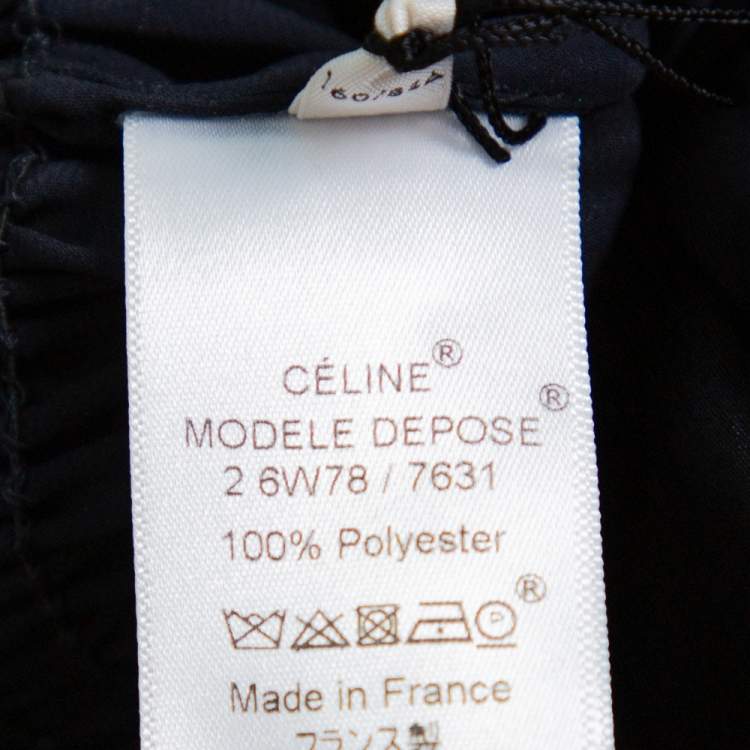 CÉLINE®
MODELE DEPOSE®
2 6W78 / 7631
100% Polyester
P ®
Made in France
フランス製